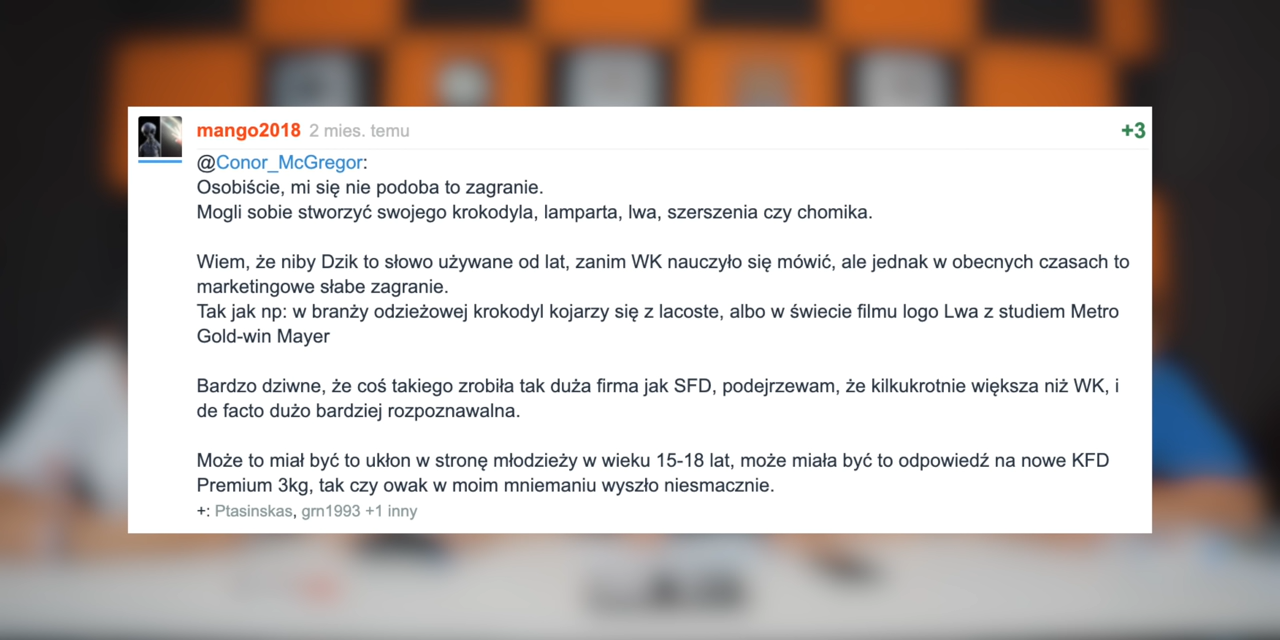 mango2018 2 mies. temu +3
@Conor_McGregor:
Osobiście, mi się nie podoba to zagranie.
Mogli sobie stworzyć swojego krokodyla, lamparta, lwa, szerszenia czy chomika.
Wiem, że niby Dzik to słowo używane od lat, zanim WK nauczyło się mówić, ale jednak w obecnych czasach to
marketingowe słabe zagranie.
Tak jak np: w branży odzieżowej krokodyl kojarzy się z lacoste, albo w świecie filmu logo Lwa z studiem Metro
Gold-win Mayer
Bardzo dziwne, że coś takiego zrobiła tak duża firma jak SFD, podejrzewam, że kilkukrotnie większa niż WK, i
de facto dużo bardziej rozpoznawalna.
Może to miał być to ukłon w stronę młodzieży w wieku 15-18 lat, może miała być to odpowiedź na nowe KFD
Premium 3kg, tak czy owak w moim mniemaniu wyszło niesmacznie.
+: Ptasinskas, grn1993 +1 inny